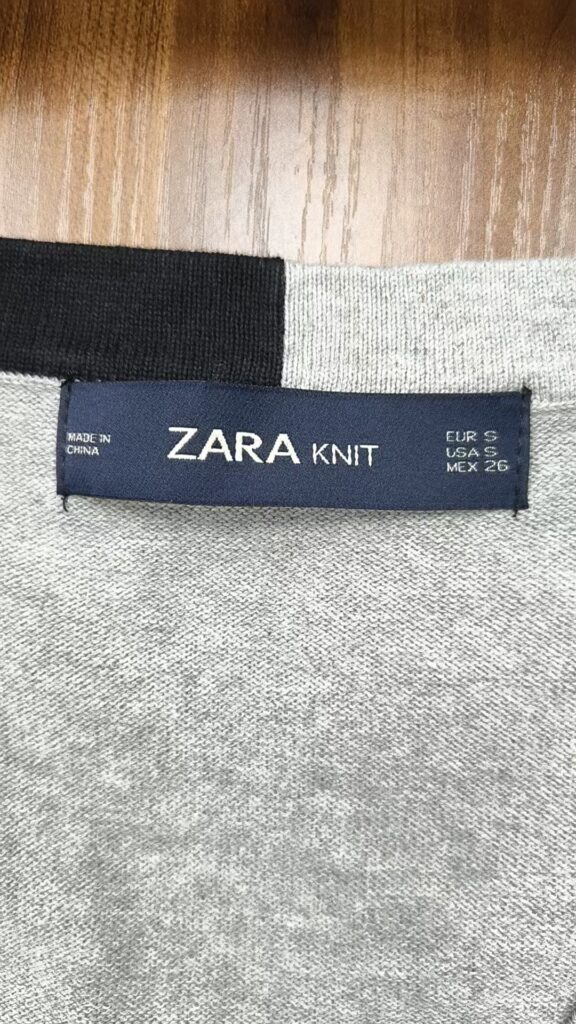 MADE IN
CHINA
ZARA KNIT
EUR S
USA S
MEX 26